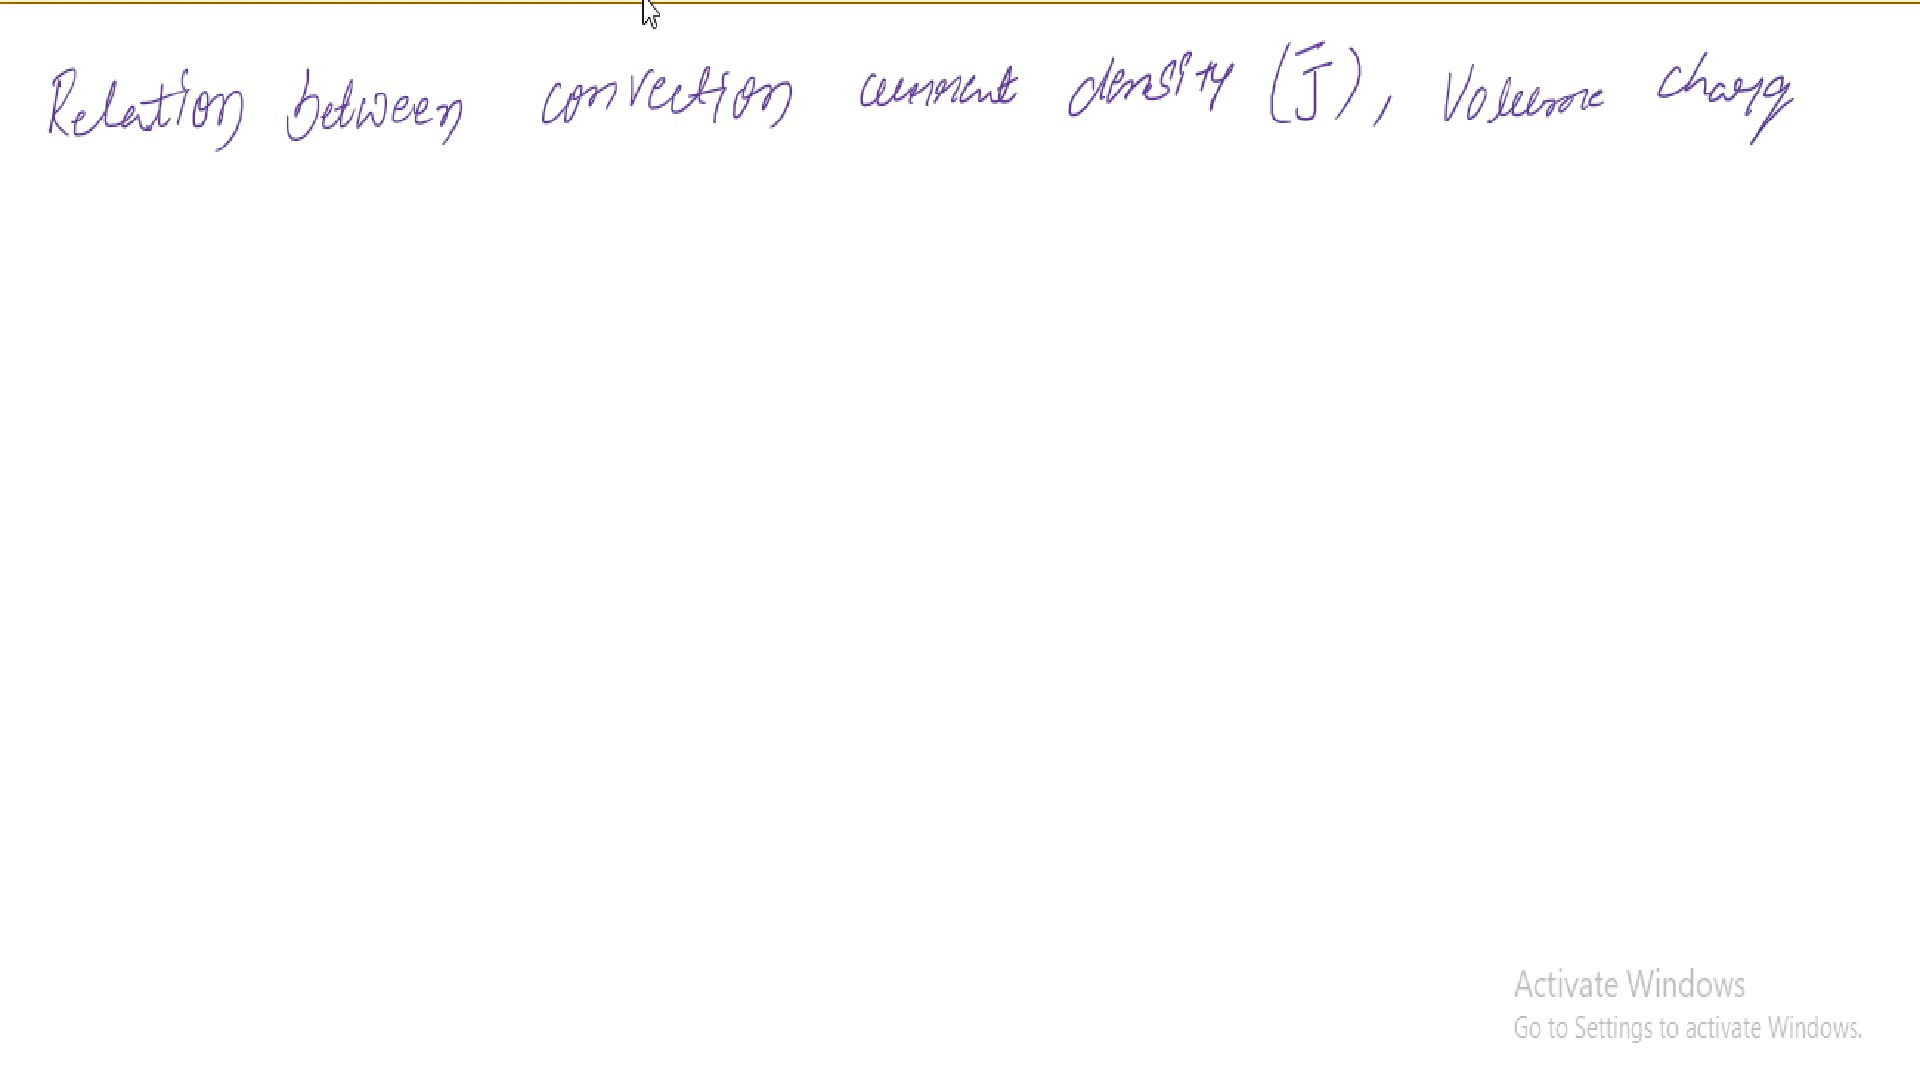 Relation between convection current density (J̄), Volume charg
Activate Windows
Go to Settings to activate Windows.